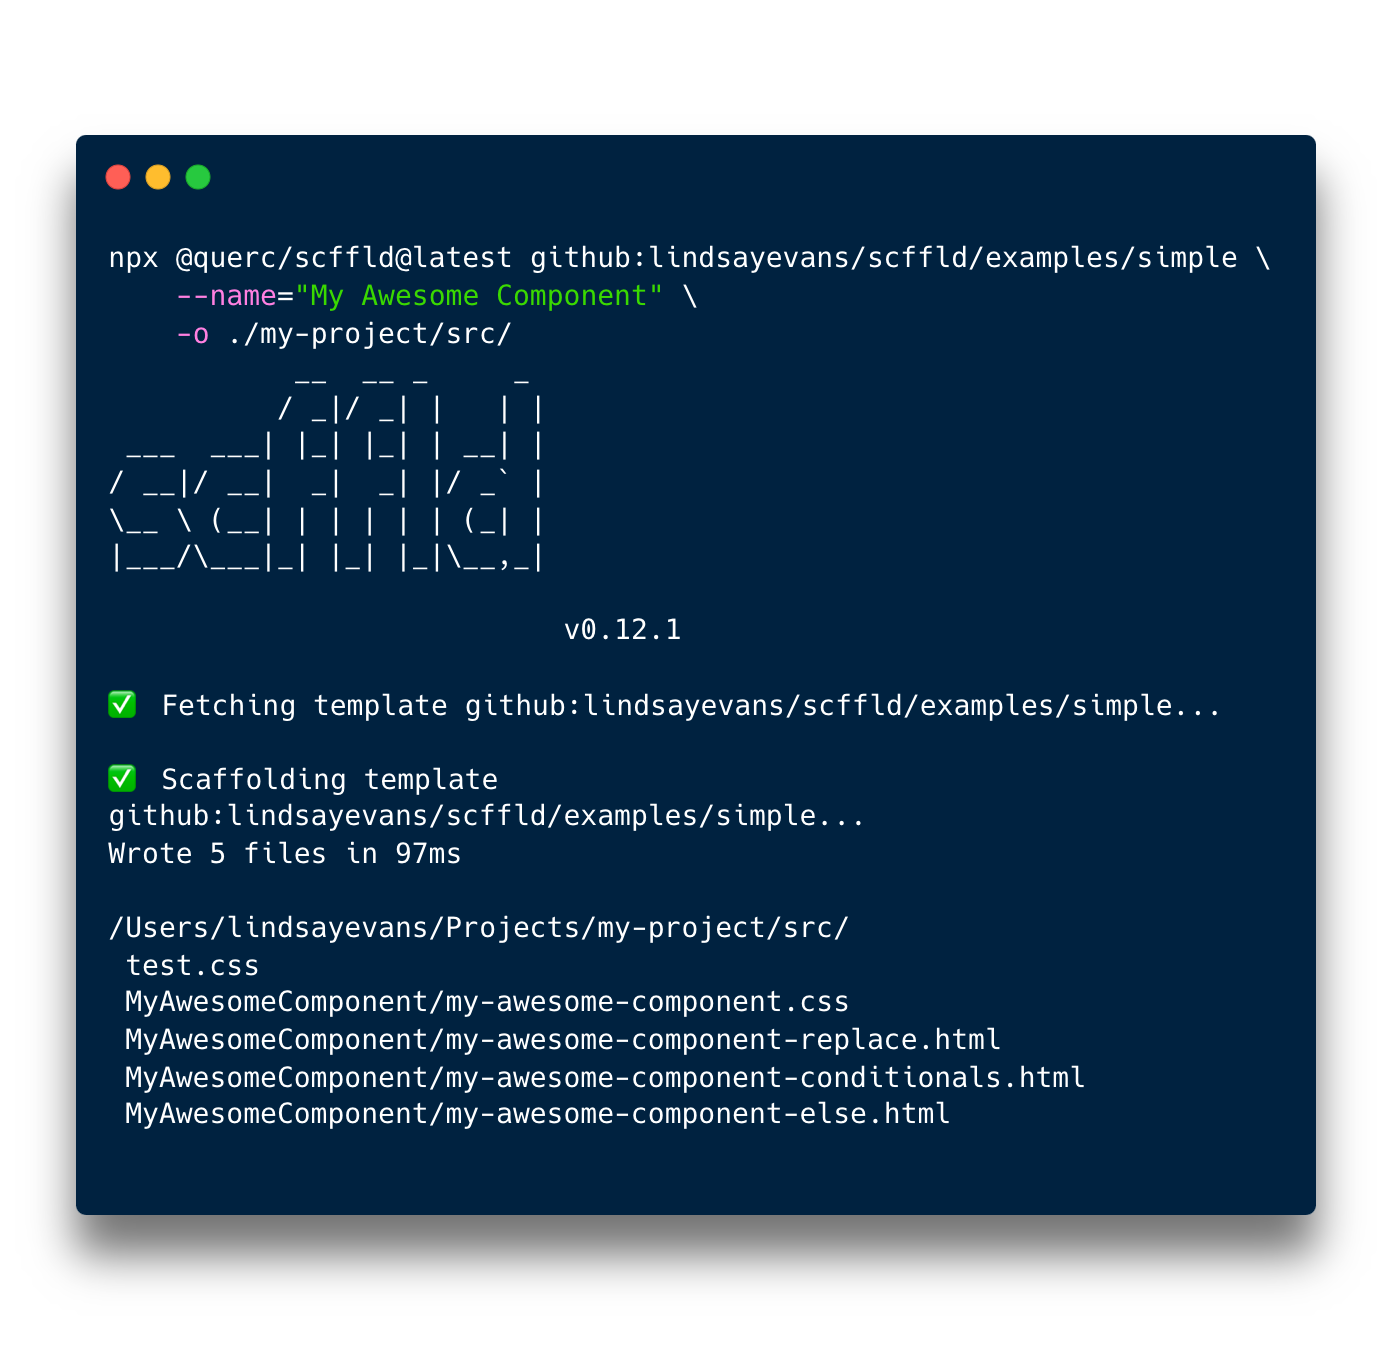 npx @querc/scffld@latest github:lindsayevans/scffld/examples/simple \
    --name="My Awesome Component" \
    -o ./my-project/src/
           __  __ _     _
          / _|/ _| |   | |
 ___  ___| |_| |_| | __| |
/ __|/ __|  _|  _| |/ _` |
\__ \ (__| | | | | | (_| |
|___/\___|_| |_| |_|\__,_|
                           v0.12.1
✅ Fetching template github:lindsayevans/scffld/examples/simple...
✅ Scaffolding template
github:lindsayevans/scffld/examples/simple...
Wrote 5 files in 97ms
/Users/lindsayevans/Projects/my-project/src/
 test.css
 MyAwesomeComponent/my-awesome-component.css
 MyAwesomeComponent/my-awesome-component-replace.html
 MyAwesomeComponent/my-awesome-component-conditionals.html
 MyAwesomeComponent/my-awesome-component-else.html